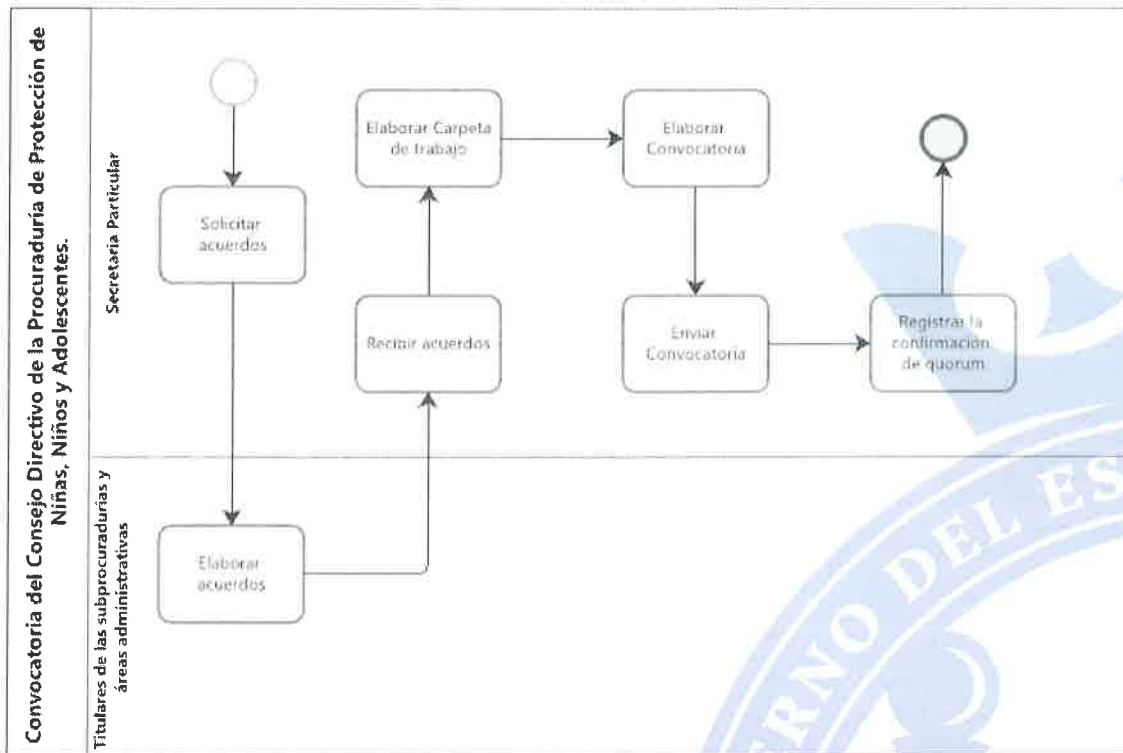 Convocatoria del Consejo Directivo de la Procuraduría de Protección de
Niñas, Niños y Adolescentes.
Secretaria Particular
Solicitar
acuerdos
Elaborar Carpeta
de trabajo
Elaborar
Convocatoria
Recibir acuerdos
Enviar
Convocatoria
Registrar la
confirmación
de quorum
Titulares de las subprocuradurías y
áreas administrativas
Elaborar
acuerdos
RNO DEL ES